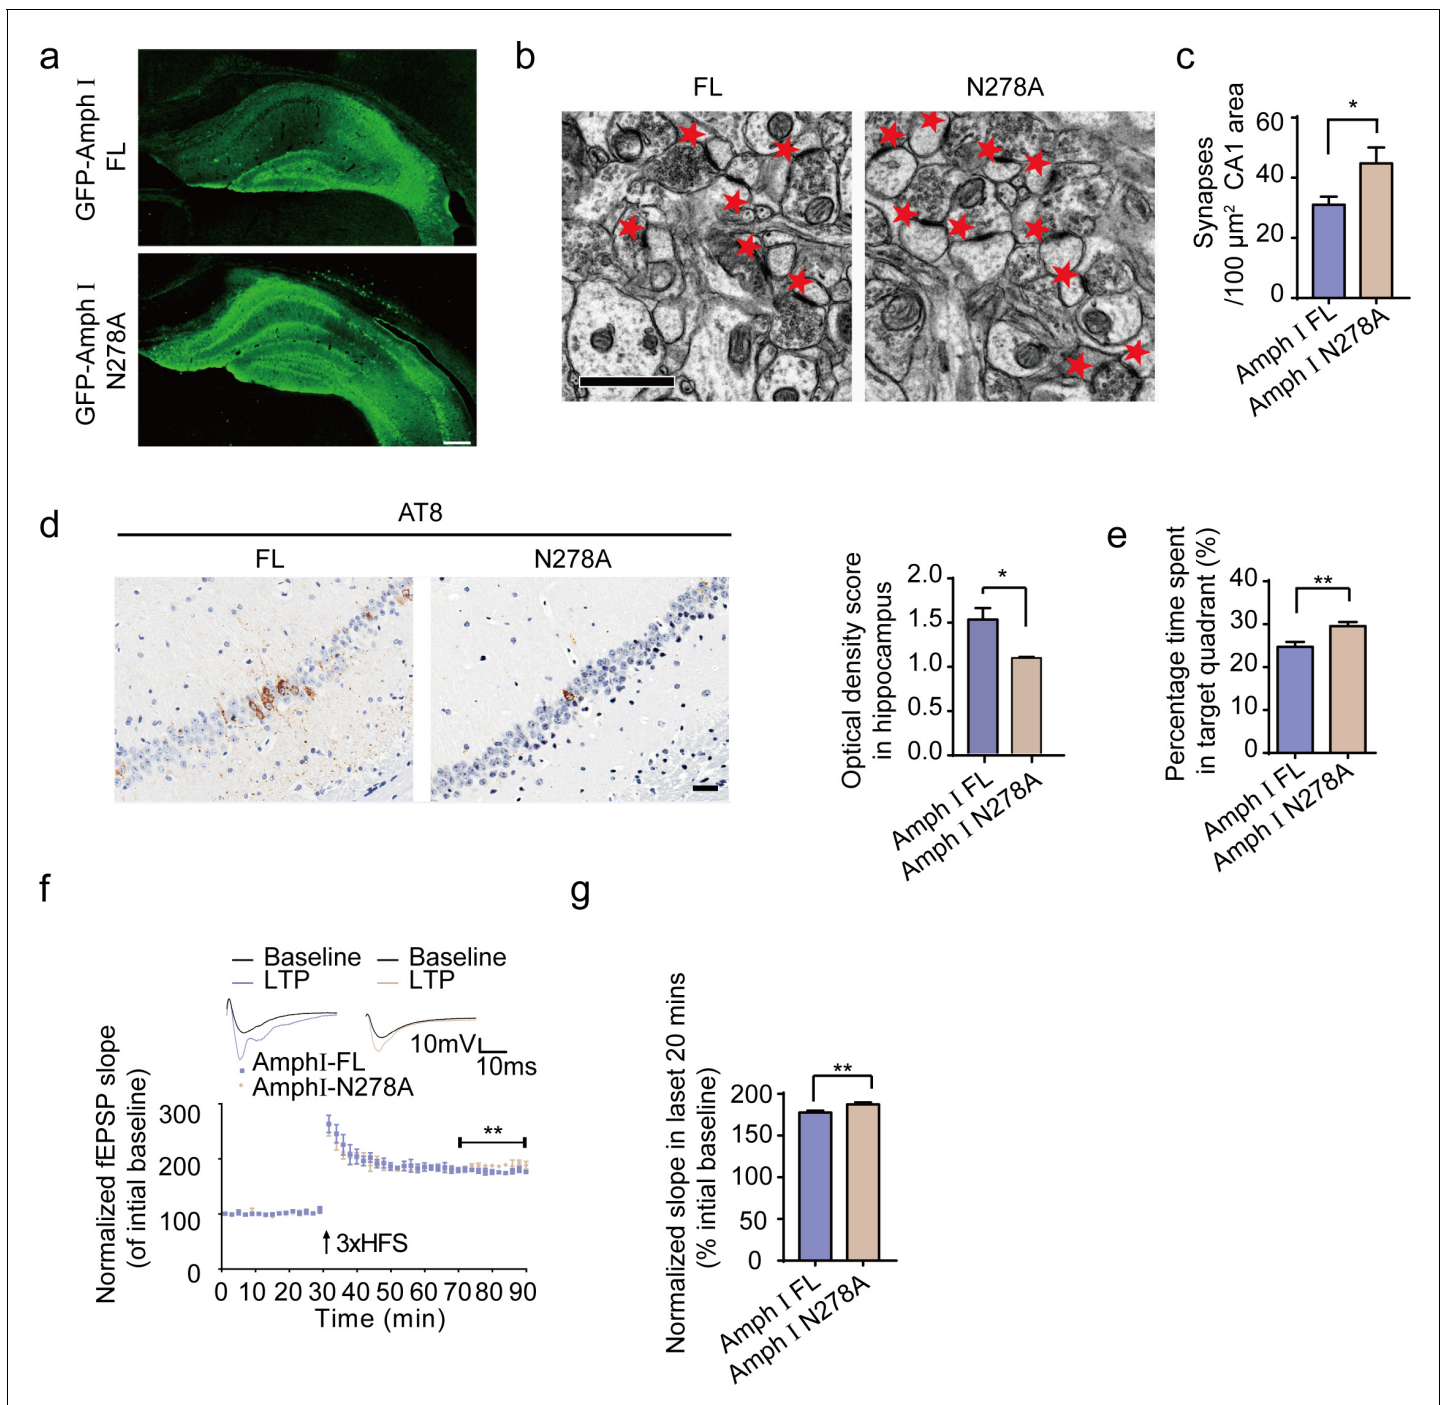 a
GFP-Amph I
FL
GFP-Amph I
N278A
b
FL
N278A
c
Synapses
/100 μm² CA1 area
60
40
20
0
*
Amph I FL
Amph I N278A
d
AT8
FL
N278A
Optical density score
in hippocampus
2.0
1.5
1.0
0.5
0.0
*
Amph I FL
Amph I N278A
e
Percentage time spent
in target quadrant (%)
40
30
20
10
0
**
Amph I FL
Amph I N278A
f
Baseline
LTP
Baseline
LTP
10mV
10ms
AmphI-FL
AmphI-N278A
Normalized fEPSP slope
(of intial baseline)
300
200
100
0
**
3xHFS
0 10 20 30 40 50 60 70 80 90
Time (min)
g
Normalized slope in laset 20 mins
(% intial baseline)
200
150
100
50
0
**
Amph I FL
Amph I N278A